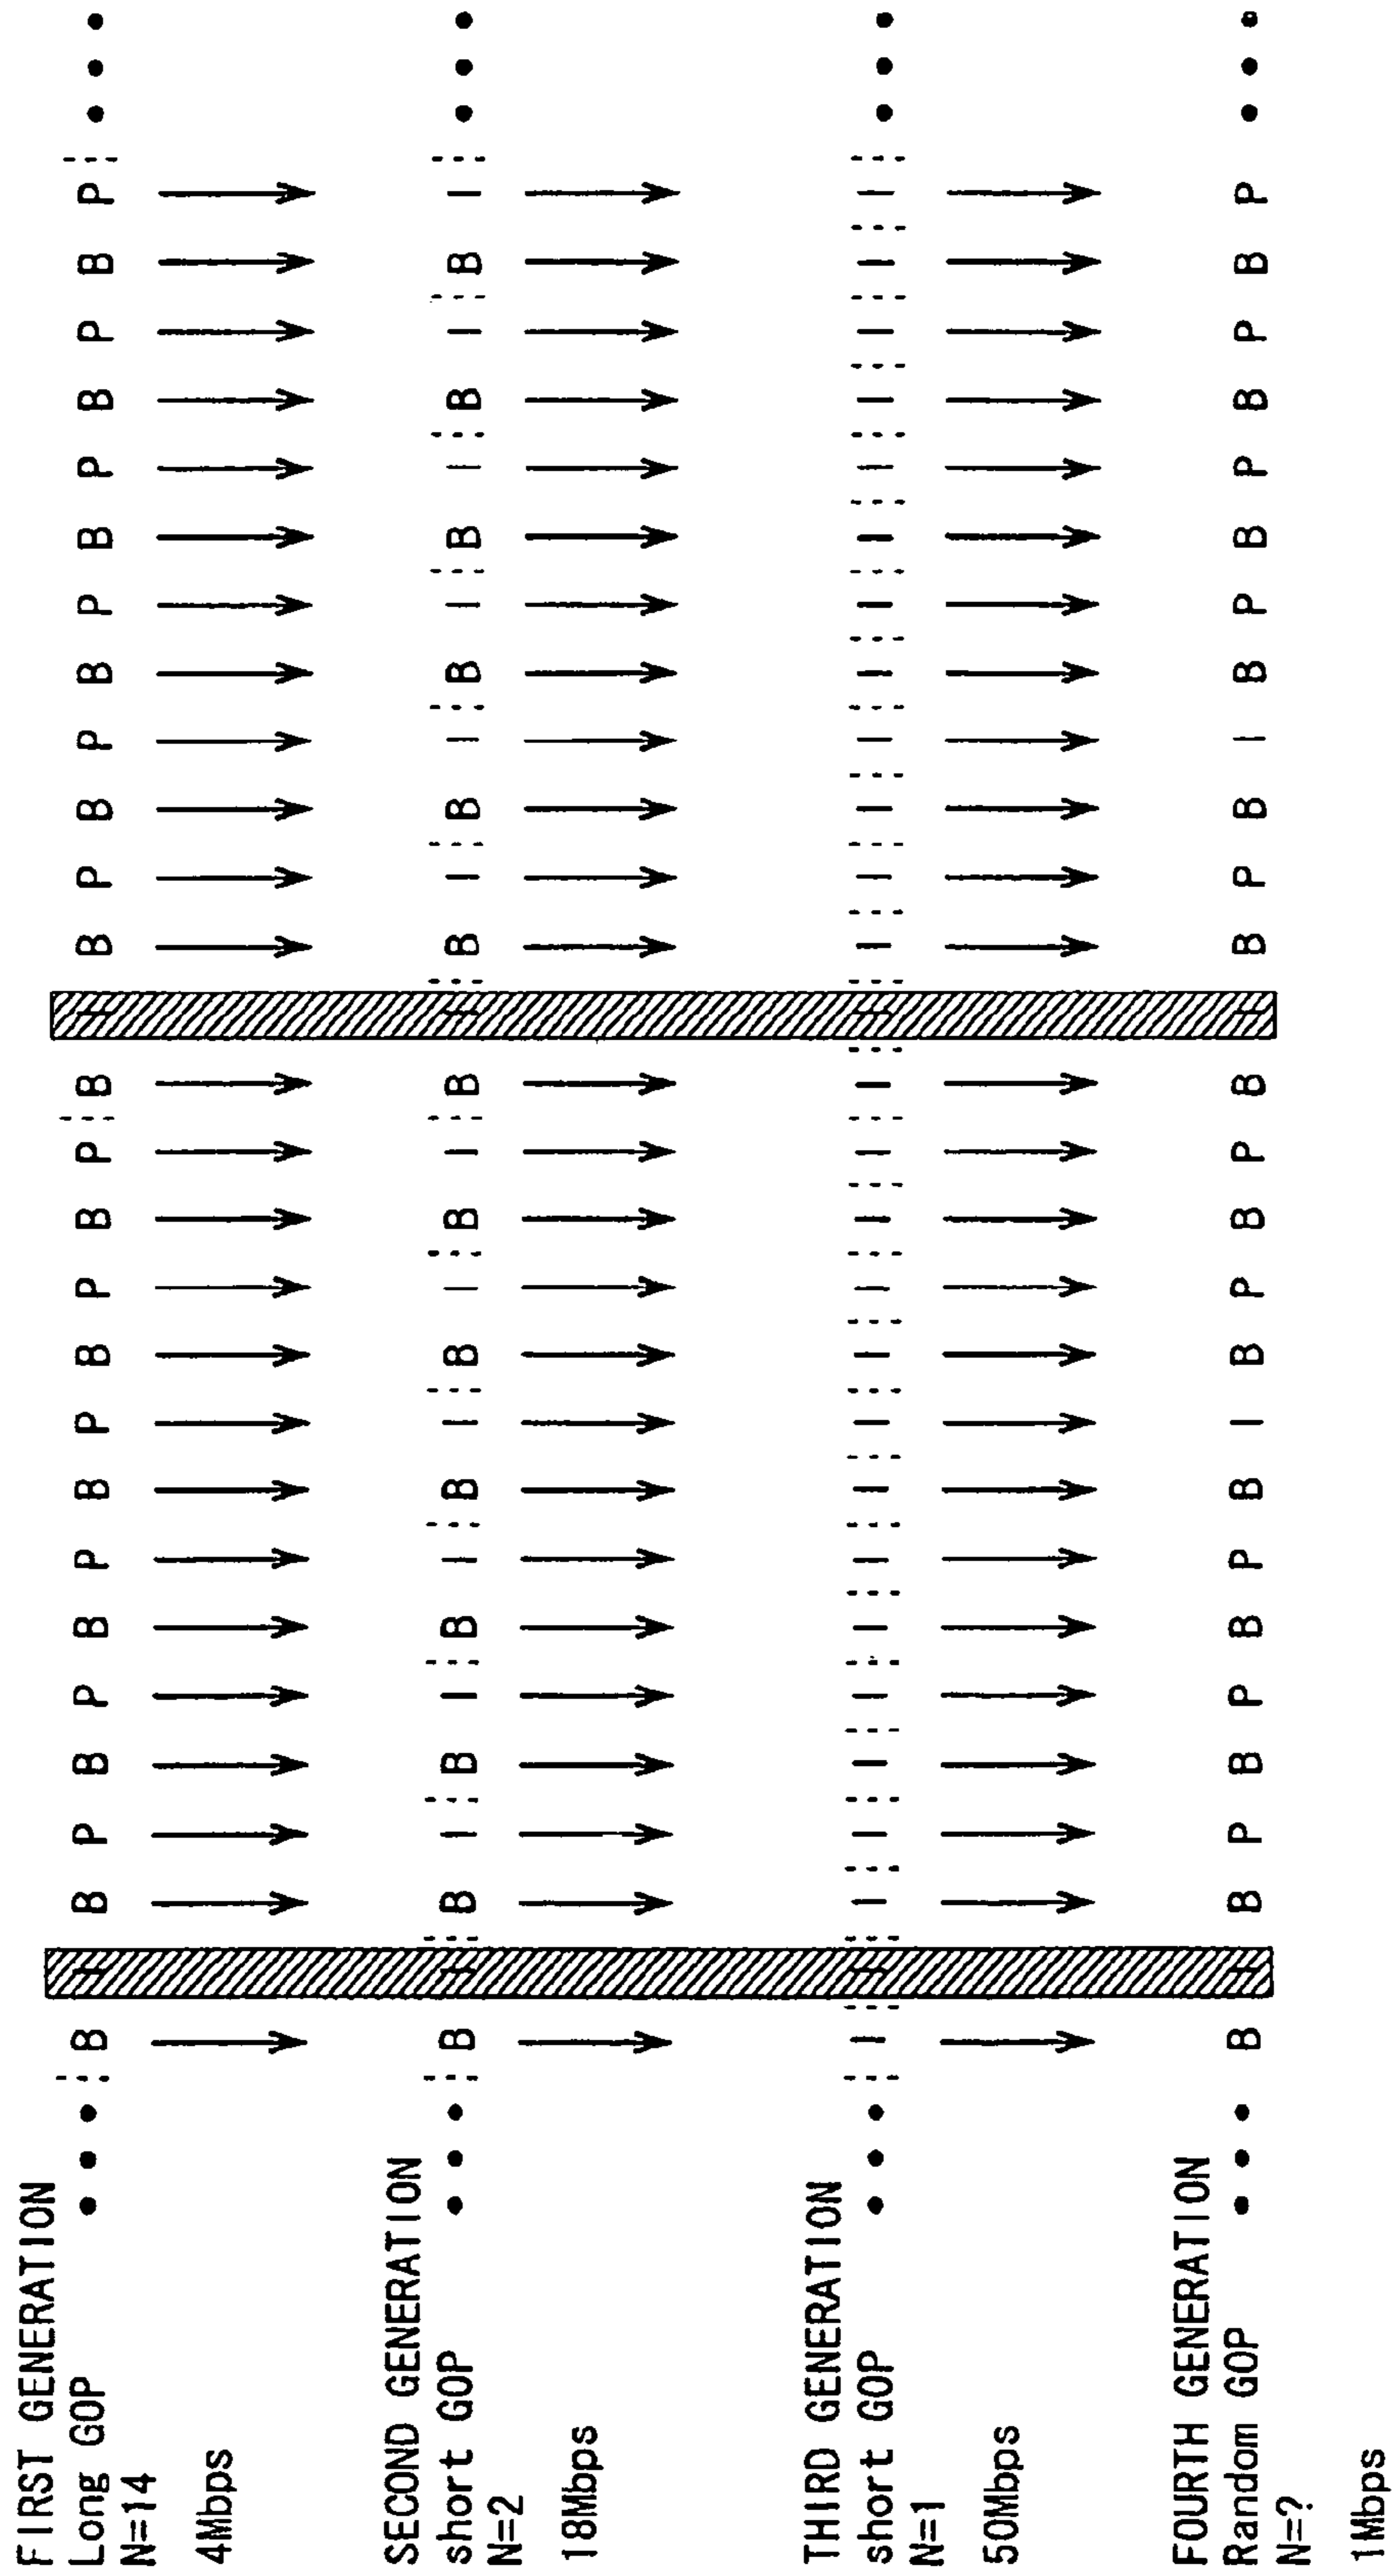 FIRST GENERATION
Long GOP
N=14
4Mbps
B I B P B P B P B P B P B P B I B P B P B P B P B P B P
SECOND GENERATION
short GOP
N=2
18Mbps
B I B I B I B I B I B I B I B I B I B I B I B I B I B I
THIRD GENERATION
short GOP
N=1
50Mbps
I I I I I I I I I I I I I I I I I I I I I I I I I I I I
FOURTH GENERATION
Random GOP
N=?
1Mbps
B I B P B P B P B I B P B P B I B P B I B P B P B P B P